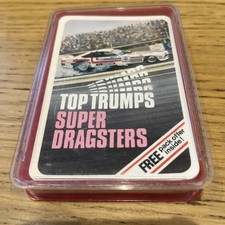 TOP TRUMPS
SUPER
DRAGSTERS
FREE pack offer
inside!